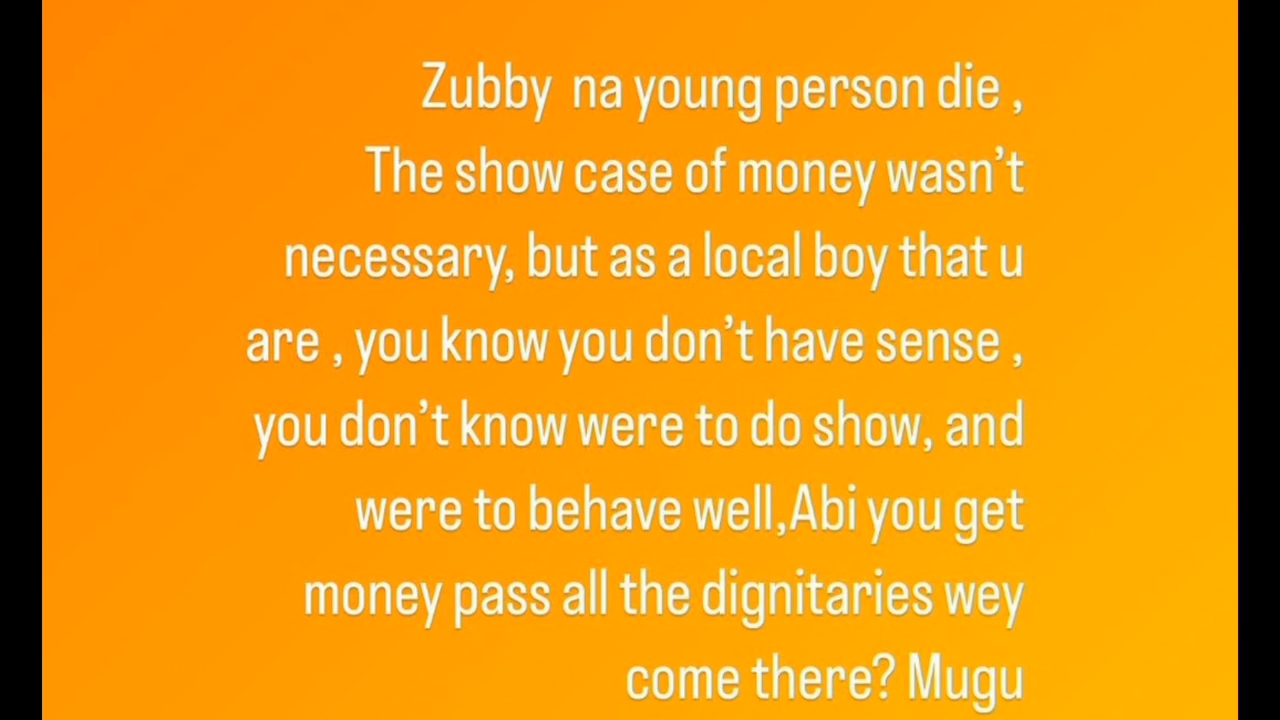 Zubby na young person die ,
The show case of money wasn’t
necessary, but as a local boy that u
are , you know you don’t have sense ,
you don’t know were to do show, and
were to behave well,Abi you get
money pass all the dignitaries wey
come there? Mugu